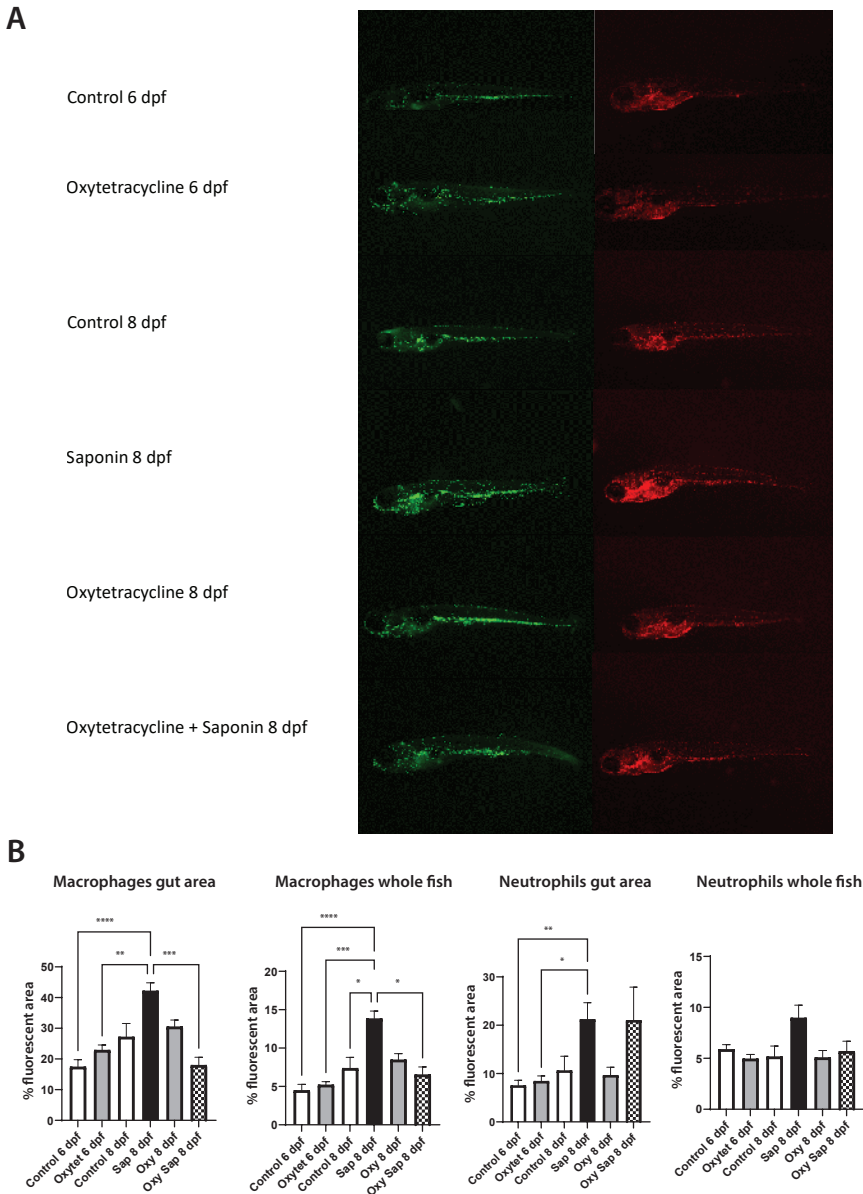 A
Control 6 dpf
Oxytetracycline 6 dpf
Control 8 dpf
Saponin 8 dpf
Oxytetracycline 8 dpf
Oxytetracycline + Saponin 8 dpf
B
Macrophages gut area
% fluorescent area
50
40
30
20
10
0
****
**
***
Control 6 dpf
Oxytet 6 dpf
Control 8 dpf
Sap 8 dpf
Oxy 8 dpf
Oxy Sap 8 dpf
Macrophages whole fish
% fluorescent area
20
15
10
5
0
****
***
*
*
Control 6 dpf
Oxytet 6 dpf
Control 8 dpf
Sap 8 dpf
Oxy 8 dpf
Oxy Sap 8 dpf
Neutrophils gut area
% fluorescent area
30
20
10
0
**
*
Control 6 dpf
Oxytet 6 dpf
Control 8 dpf
Sap 8 dpf
Oxy 8 dpf
Oxy Sap 8 dpf
Neutrophils whole fish
% fluorescent area
15
10
5
0
Control 6 dpf
Oxytet 6 dpf
Control 8 dpf
Sap 8 dpf
Oxy 8 dpf
Oxy Sap 8 dpf